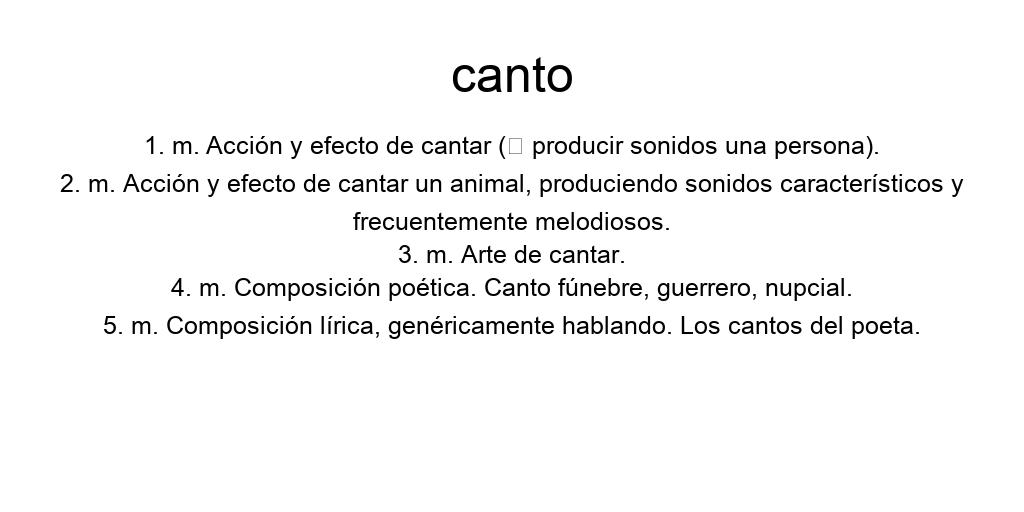 canto
1. m. Acción y efecto de cantar (□ producir sonidos una persona).
2. m. Acción y efecto de cantar un animal, produciendo sonidos característicos y
frecuentemente melodiosos.
3. m. Arte de cantar.
4. m. Composición poética. Canto fúnebre, guerrero, nupcial.
5. m. Composición lírica, genéricamente hablando. Los cantos del poeta.